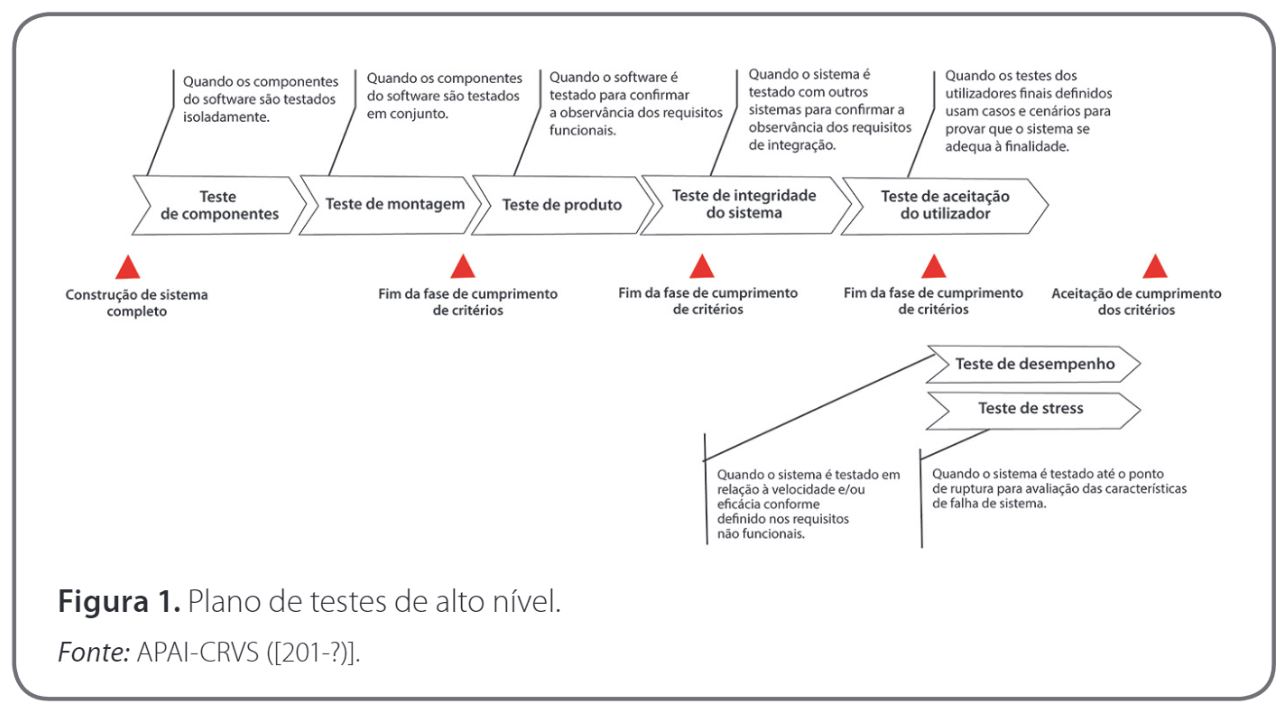 Quando os componentes
do software são testados
isoladamente.
Quando os componentes
do software são testados
em conjunto.
Quando o software é
testado para confirmar
a observância dos requisitos
funcionais.
Quando o sistema é
testado com outros
sistemas para confirmar a
observância dos requisitos
de integração.
Quando os testes dos
utilizadores finais definidos
usam casos e cenários para
provar que o sistema se
adequa à finalidade.
Teste
de componentes
Teste de montagem
Teste de produto
Teste de integridade
do sistema
Teste de aceitação
do utilizador
Construção de sistema
completo
Fim da fase de cumprimento
de critérios
Fim da fase de cumprimento
de critérios
Fim da fase de cumprimento
de critérios
Aceitação de cumprimento
dos critérios
Teste de desempenho
Teste de stress
Quando o sistema é testado em
relação à velocidade e/ou
eficácia conforme
definido nos requisitos
não funcionais.
Quando o sistema é testado até o ponto
de ruptura para avaliação das características
de falha de sistema.
Figura 1. Plano de testes de alto nível.
Fonte: APAI-CRVS ([201-?)].